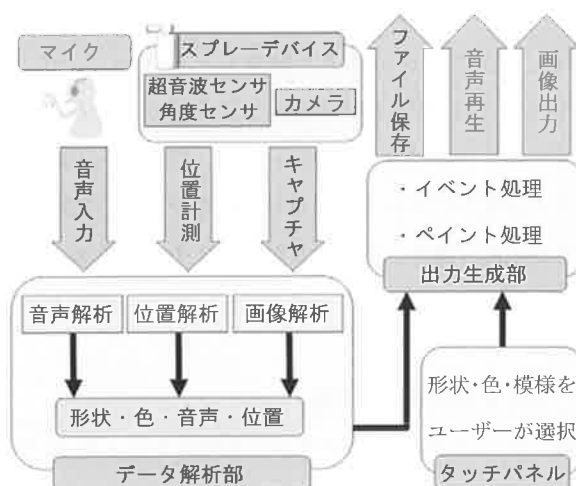 マイク
スプレーデバイス
超音波センサ
角度センサ
カメラ
音声入力
位置計測
キャプチャ
ファイル保存
音声再生
画像出力
・イベント処理
・ペイント処理
出力生成部
音声解析
位置解析
画像解析
形状・色・音声・位置
データ解析部
形状・色・模様を
ユーザーが選択
タッチパネル